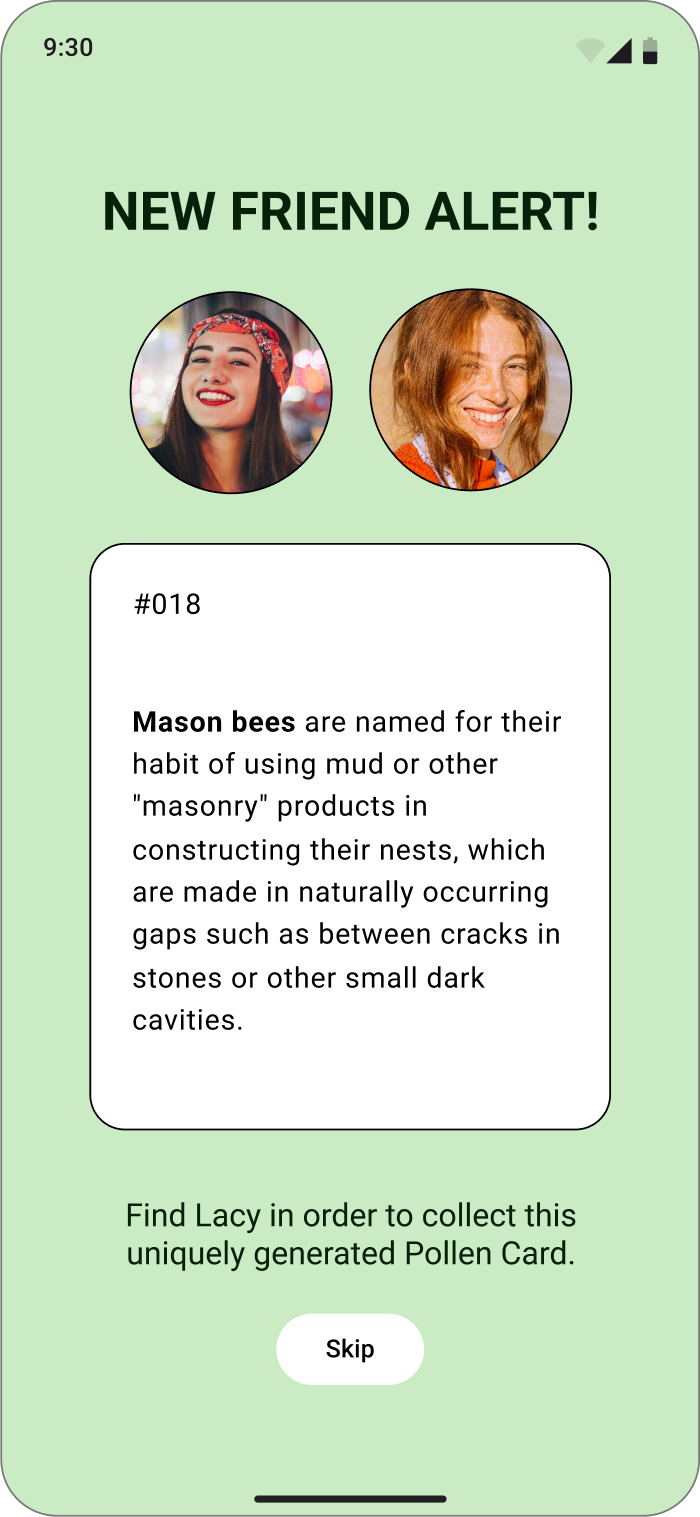 9:30
NEW FRIEND ALERT!
#018
Mason bees are named for their
habit of using mud or other
"masonry" products in
constructing their nests, which
are made in naturally occurring
gaps such as between cracks in
stones or other small dark
cavities.
Find Lacy in order to collect this
uniquely generated Pollen Card.
Skip